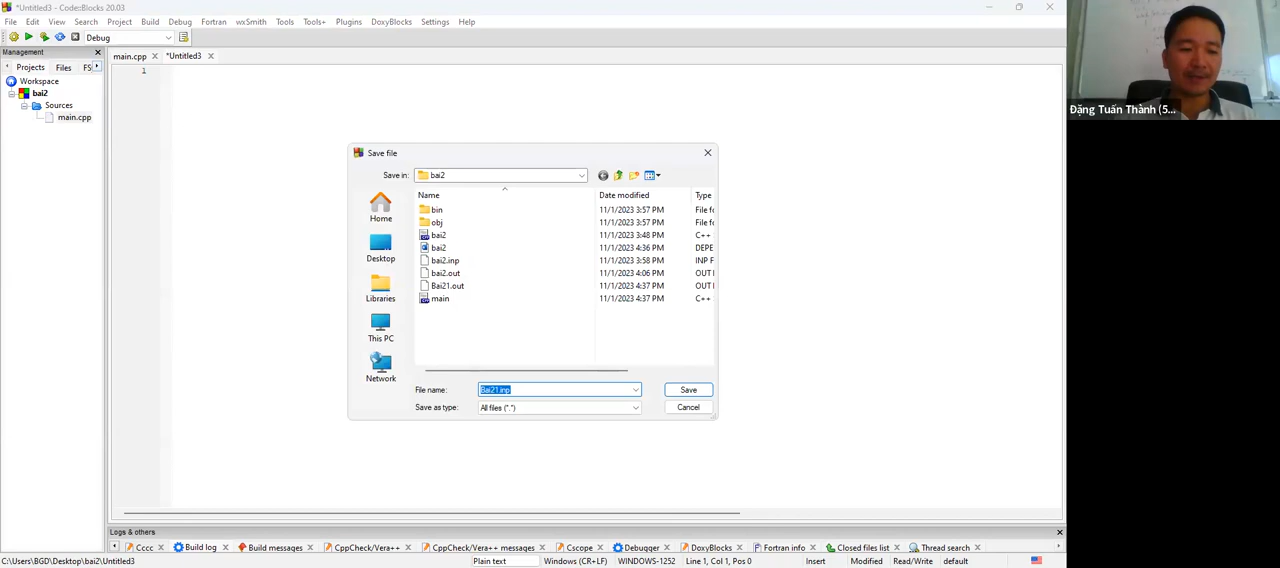 *Untitled3 - Code::Blocks 20.03
File Edit View Search Project Build Debug Fortran wxSmith Tools Tools+ Plugins DoxyBlocks Settings Help
Debug
Management
Projects Files FS
Workspace
bai2
Sources
main.cpp
main.cpp *Untitled3
1
Save file
Save in: bai2
Home
Desktop
Libraries
This PC
Network
Name Date modified Type
bin 11/1/2023 3:57 PM File fo
obj 11/1/2023 3:57 PM File fo
bai2 11/1/2023 3:48 PM C++
bai2 11/1/2023 4:36 PM DEPE
bai2.inp 11/1/2023 3:58 PM INP F
bai2.out 11/1/2023 4:06 PM OUT I
Bai21.out 11/1/2023 4:37 PM OUT I
main 11/1/2023 4:37 PM C++
File name: Bai21.inp Save
Save as type: All files (*.*) Cancel
Đặng Tuấn Thành (5...
Logs & others
Cccc Build log Build messages CppCheck/Vera++ CppCheck/Vera++ messages Cscope Debugger DoxyBlocks Fortran info Closed files list Thread search
C:\Users\BGD\Desktop\bai2\Untitled3 Plain text Windows (CR+LF) WINDOWS-1252 Line 1, Col 1, Pos 0 Insert Modified Read/Write default